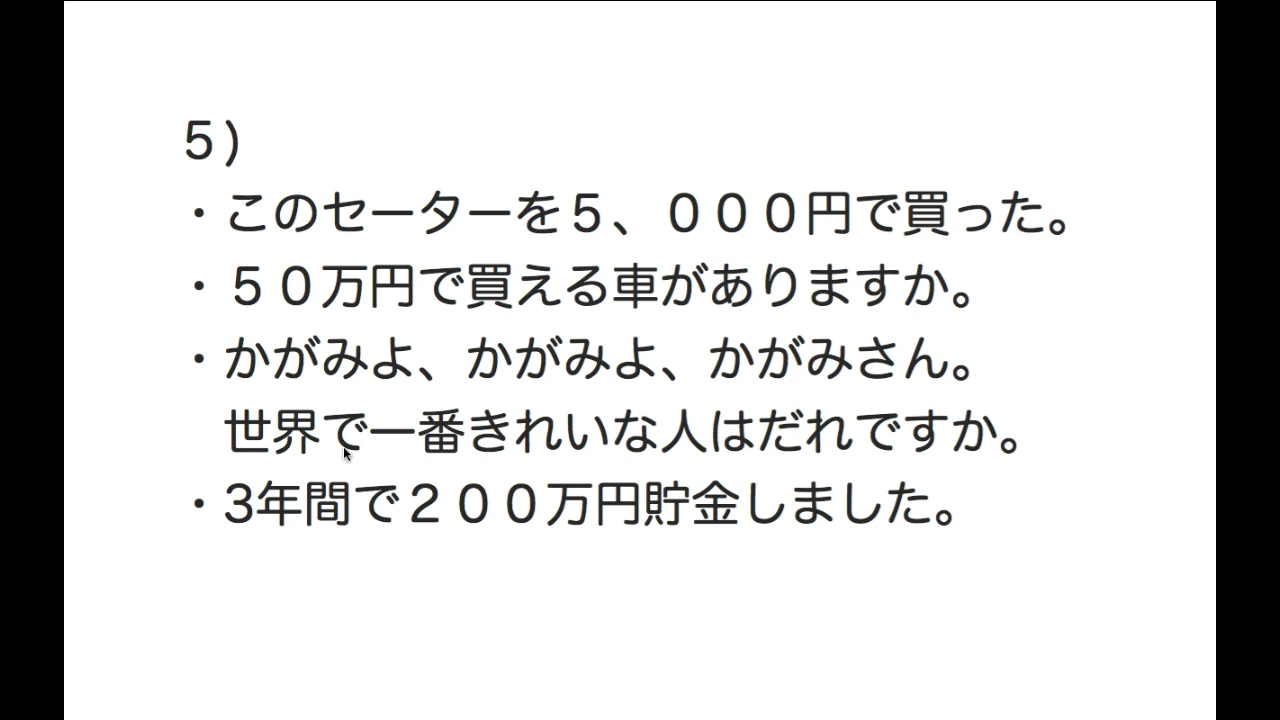 ５）
・このセーターを５、０００円で買った。
・５０万円で買える車がありますか。
・かがみよ、かがみよ、かがみさん。
世界で一番きれいな人はだれですか。
・3年間で２００万円貯金しました。